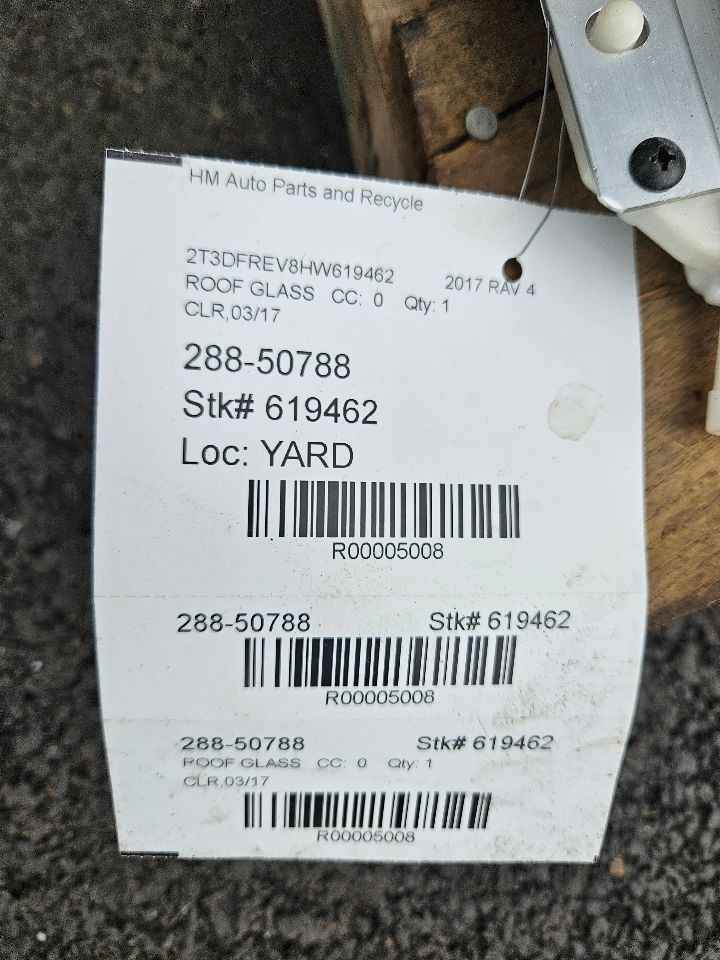 HM Auto Parts and Recycle
2T3DFREV8HW619462 2017 RAV 4
ROOF GLASS CC: 0 Qty: 1
CLR,03/17
288-50788
Stk# 619462
Loc: YARD
R00005008
288-50788 Stk# 619462
R00005008
288-50788 Stk# 619462
ROOF GLASS CC: 0 Qty: 1
CLR,03/17
R00005008